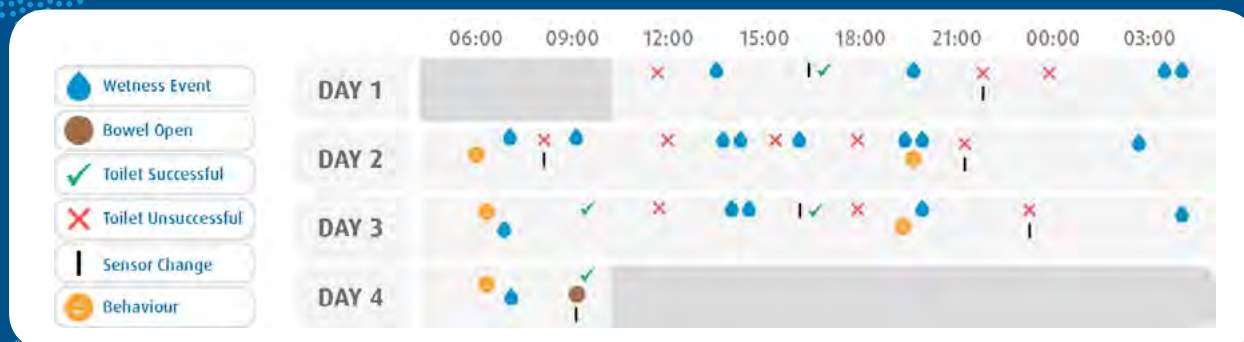 06:00 09:00 12:00 15:00 18:00 21:00 00:00 03:00
Wetness Event
Bowel Open
Toilet Successful
Toilet Unsuccessful
Sensor Change
Behaviour
DAY 1
DAY 2
DAY 3
DAY 4